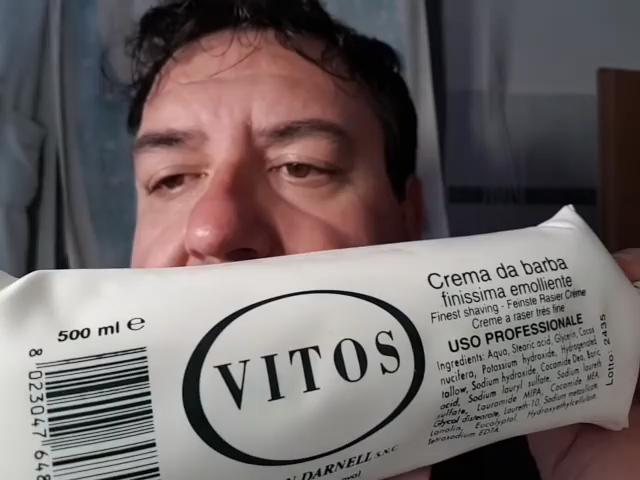 500 ml ℮
8 023047 648
VITOS
DARNELL s.n.c.
Crema da barba
finissima emolliente
Finest shaving - Feinste Rasier Creme
Creme a raser très fine
USO PROFESSIONALE
Ingredients: Aqua, Stearic acid, Glycerin, Cocos
nucifera, Potassium hydroxide, Hydrogenated
tallow, Sodium hydroxide, Cocamide Dea, Boric
acid, Sodium lauryl sulfate, Sodium laureth
sulfate, Lauramide MIPA, Cocamide MEA,
Glycol distearate, Laureth-10, Sodium
Lanolin, Eucalyptol, Hydroxyethylcellulose,
Tetrasodium EDTA.
Lotto: 2435